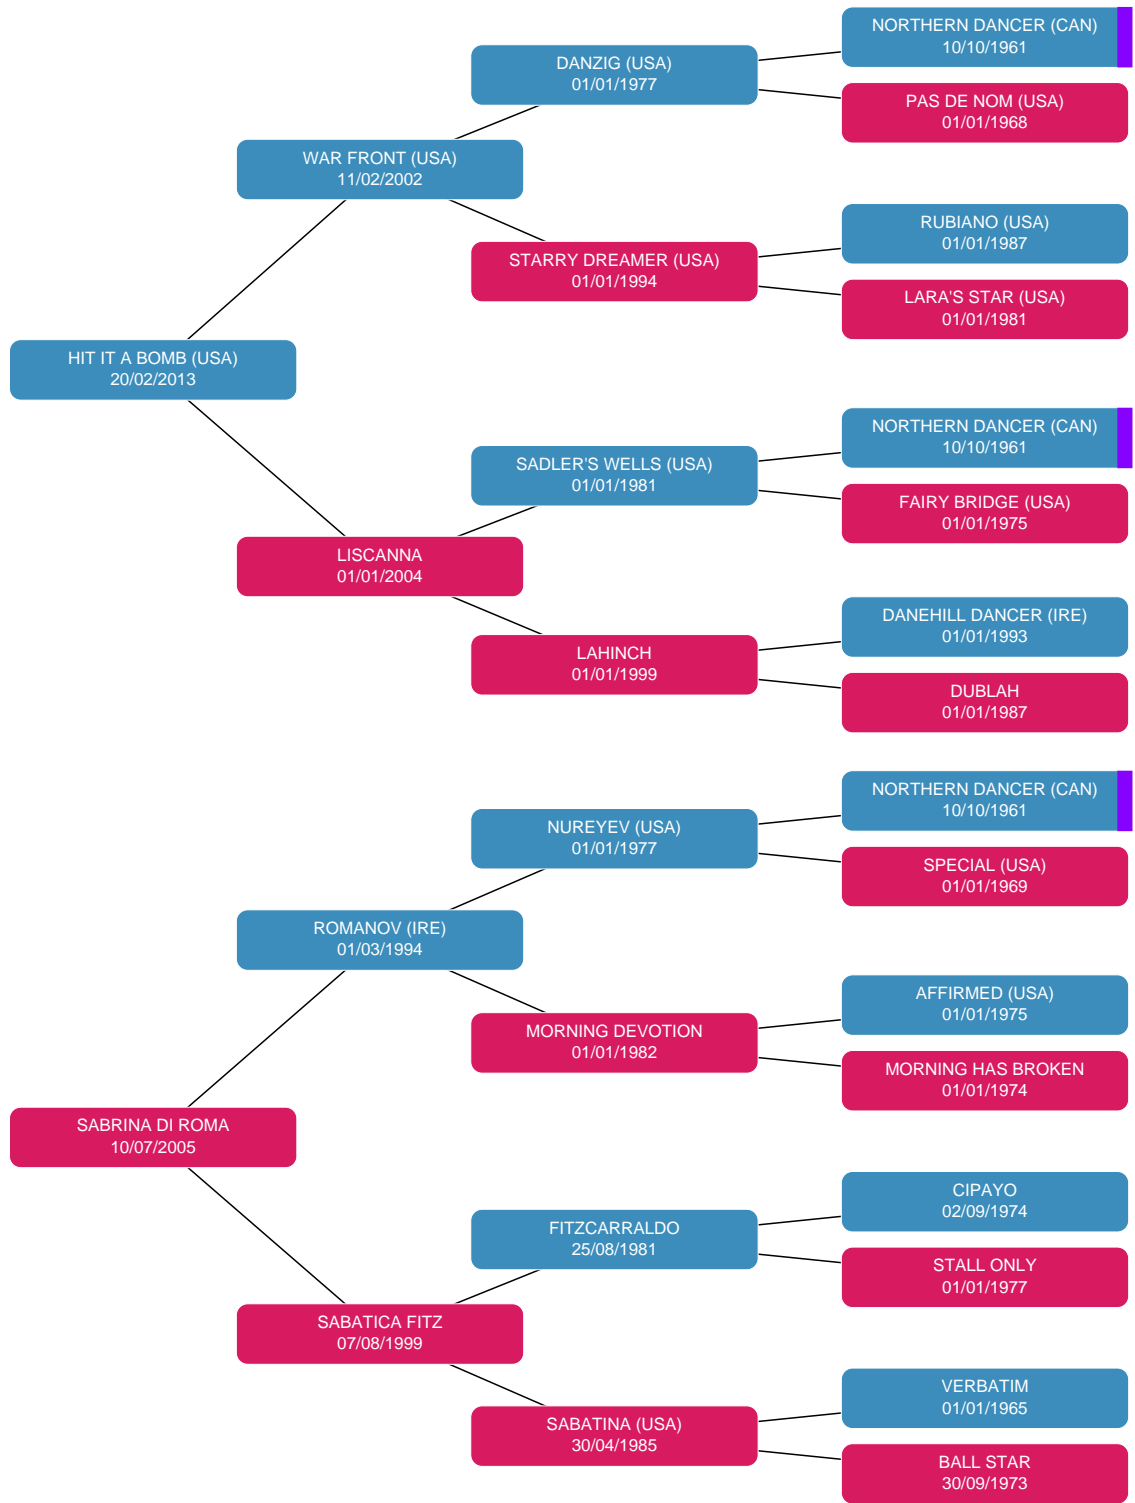 NORTHERN DANCER (CAN)
10/10/1961
DANZIG (USA)
01/01/1977
PAS DE NOM (USA)
01/01/1968
WAR FRONT (USA)
11/02/2002
RUBIANO (USA)
01/01/1987
STARRY DREAMER (USA)
01/01/1994
LARA'S STAR (USA)
01/01/1981
HIT IT A BOMB (USA)
20/02/2013
NORTHERN DANCER (CAN)
10/10/1961
SADLER'S WELLS (USA)
01/01/1981
FAIRY BRIDGE (USA)
01/01/1975
LISCANNA
01/01/2004
DANEHILL DANCER (IRE)
01/01/1993
LAHINCH
01/01/1999
DUBLAH
01/01/1987
NORTHERN DANCER (CAN)
10/10/1961
NUREYEV (USA)
01/01/1977
SPECIAL (USA)
01/01/1969
ROMANOV (IRE)
01/03/1994
AFFIRMED (USA)
01/01/1975
MORNING DEVOTION
01/01/1982
MORNING HAS BROKEN
01/01/1974
SABRINA DI ROMA
10/07/2005
CIPAYO
02/09/1974
FITZCARRALDO
25/08/1981
STALL ONLY
01/01/1977
SABATICA FITZ
07/08/1999
VERBATIM
01/01/1965
SABATINA (USA)
30/04/1985
BALL STAR
30/09/1973